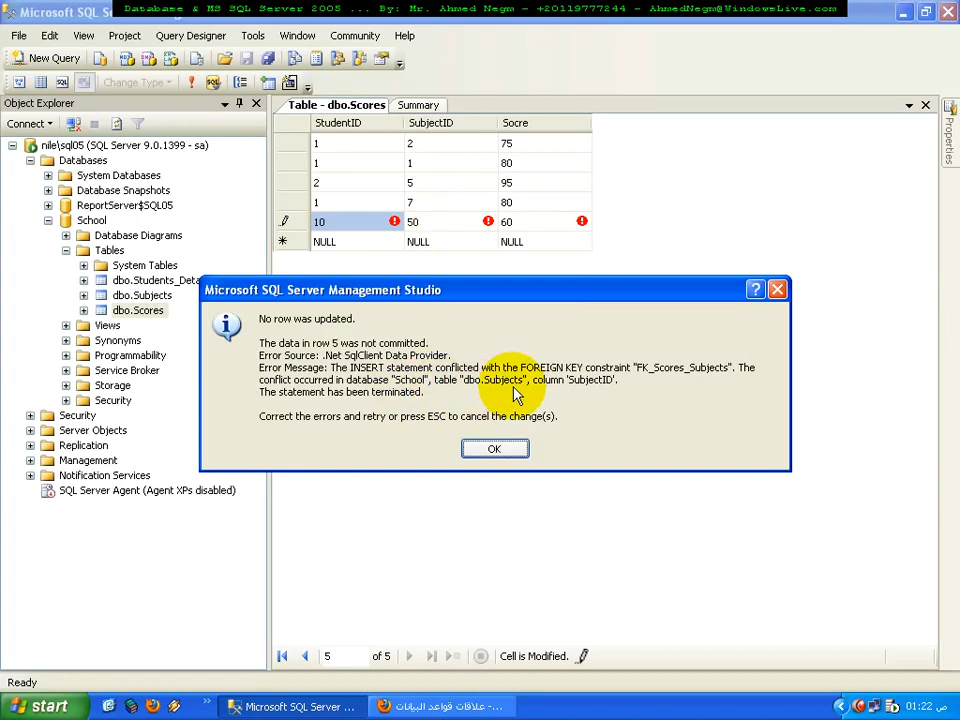 Database & MS SQL Server 2005 ... By: Mr. Ahmed Negm - +20119777244 - AhmedNegm@WindowsLive.com
Microsoft SQL Server
File Edit View Project Query Designer Tools Window Community Help
New Query
Change Type
Object Explorer
Table - dbo.Scores Summary
Properties
Connect
StudentID SubjectID Socre
1 2 75
1 1 80
2 5 95
1 7 80
10 50 60
NULL NULL NULL
nile\sql05 (SQL Server 9.0.1399 - sa)
Databases
System Databases
Database Snapshots
ReportServer$SQL05
School
Database Diagrams
Tables
System Tables
dbo.Students_Deta
dbo.Subjects
dbo.Scores
Views
Synonyms
Programmability
Service Broker
Storage
Security
Security
Server Objects
Replication
Management
Notification Services
SQL Server Agent (Agent XPs disabled)
Microsoft SQL Server Management Studio
No row was updated.
The data in row 5 was not committed.
Error Source: .Net SqlClient Data Provider.
Error Message: The INSERT statement conflicted with the FOREIGN KEY constraint "FK_Scores_Subjects". The
conflict occurred in database "School", table "dbo.Subjects", column 'SubjectID'.
The statement has been terminated.
Correct the errors and retry or press ESC to cancel the change(s).
OK
5 of 5 Cell is Modified.
Ready
start Microsoft SQL Server ... علاقات قواعد البيانات -... 01:22 ص